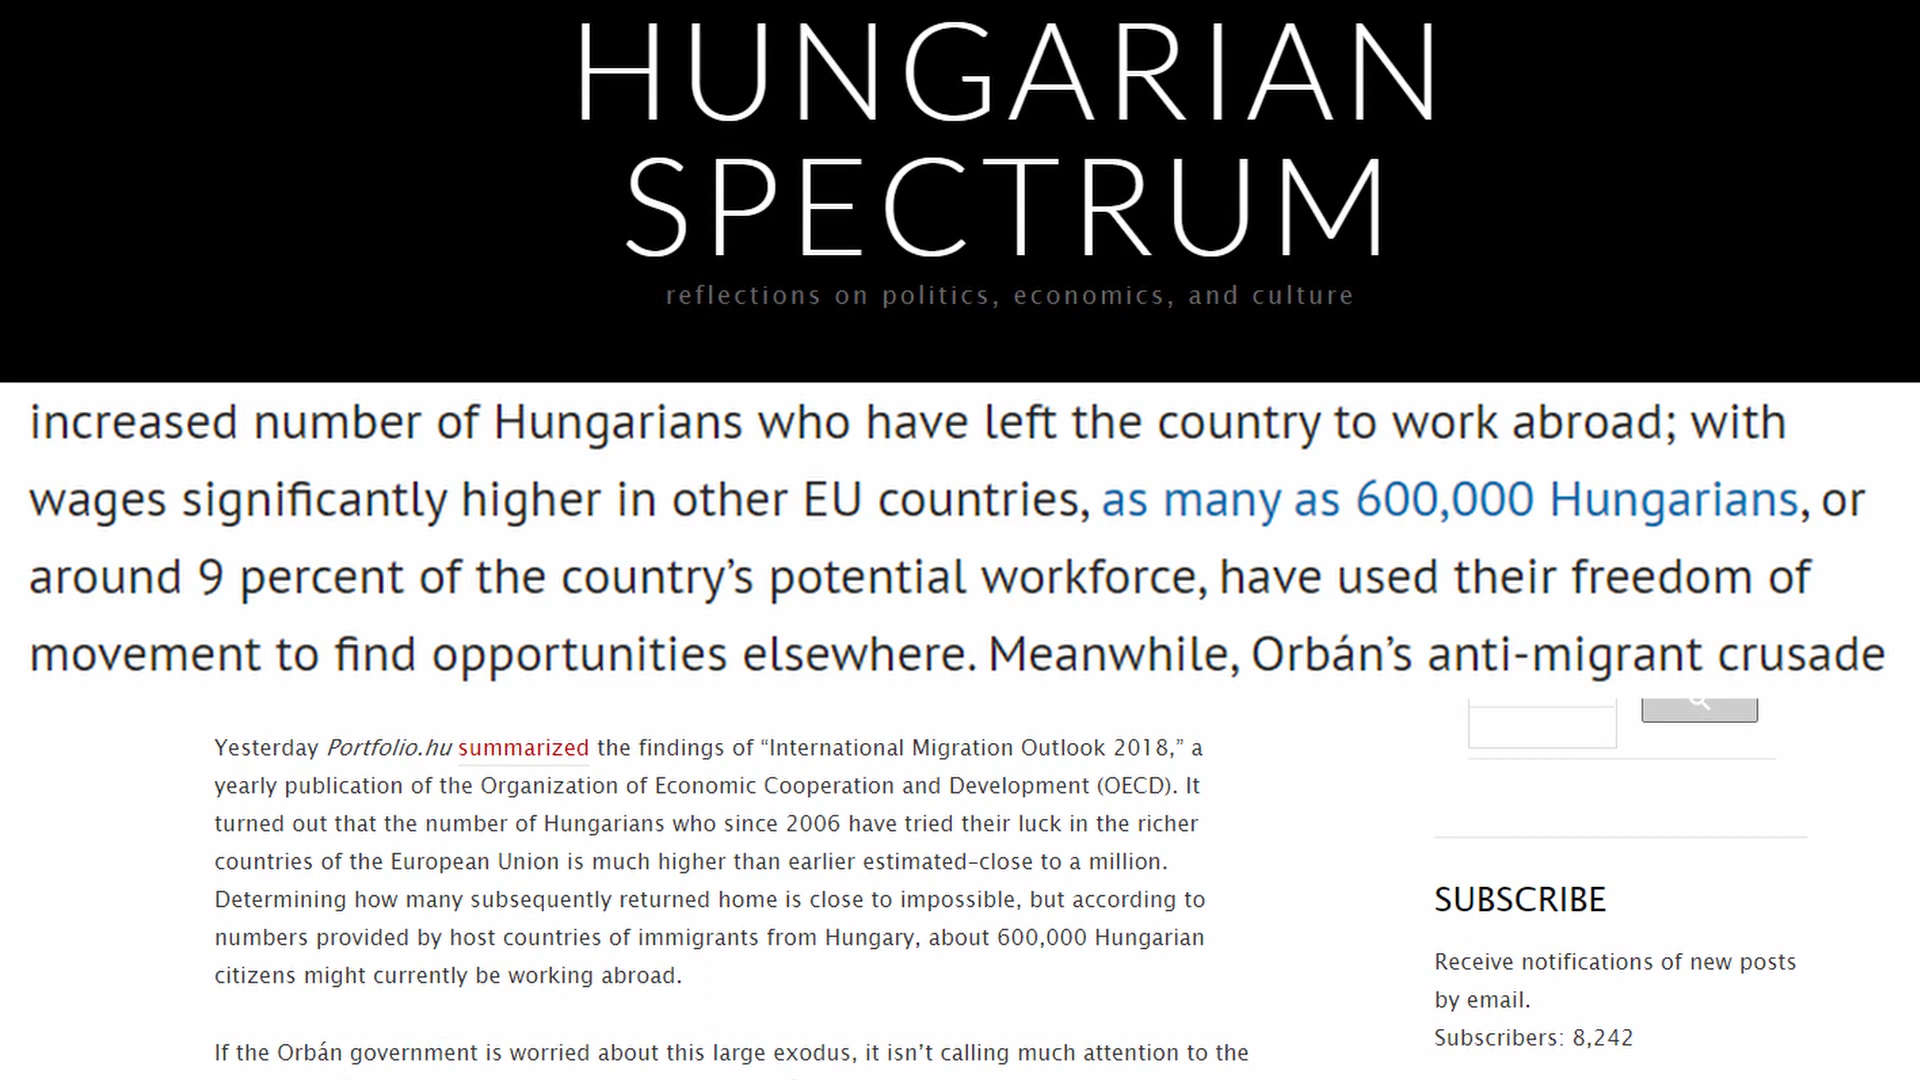 HUNGARIAN
SPECTRUM
reflections on politics, economics, and culture
increased number of Hungarians who have left the country to work abroad; with
wages significantly higher in other EU countries, as many as 600,000 Hungarians, or
around 9 percent of the country’s potential workforce, have used their freedom of
movement to find opportunities elsewhere. Meanwhile, Orbán’s anti-migrant crusade
Yesterday Portfolio.hu summarized the findings of “International Migration Outlook 2018,” a
yearly publication of the Organization of Economic Cooperation and Development (OECD). It
turned out that the number of Hungarians who since 2006 have tried their luck in the richer
countries of the European Union is much higher than earlier estimated–close to a million.
Determining how many subsequently returned home is close to impossible, but according to
numbers provided by host countries of immigrants from Hungary, about 600,000 Hungarian
citizens might currently be working abroad.
If the Orbán government is worried about this large exodus, it isn’t calling much attention to the
SUBSCRIBE
Receive notifications of new posts
by email.
Subscribers: 8,242